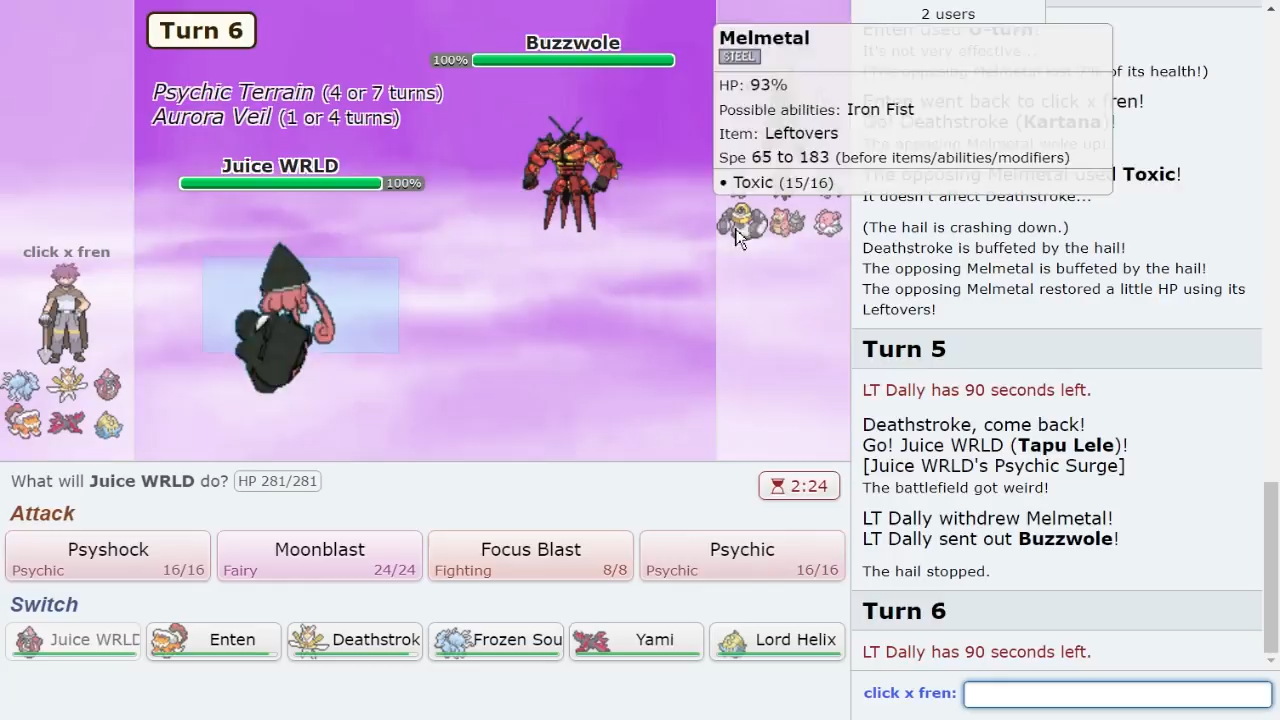 Turn 6
Buzzwole
100%
Psychic Terrain (4 or 7 turns)
Aurora Veil (1 or 4 turns)
Juice WRLD
100%
click x fren
Melmetal
STEEL
HP: 93%
Possible abilities: Iron Fist
Item: Leftovers
Spe 65 to 183 (before items/abilities/modifiers)
• Toxic (15/16)
What will Juice WRLD do? HP 281/281
2:24
Attack
Psyshock
Psychic 16/16
Moonblast
Fairy 24/24
Focus Blast
Fighting 8/8
Psychic
Psychic 16/16
Switch
Juice WRLD
Enten
Deathstrok
Frozen Sou
Yami
Lord Helix
2 users
Enten used U-turn!
It's not very effective...
of its health!)
Enten went back to click x fren!
Go! Deathstroke (Kartana)!
The opposing Melmetal woke up!
The opposing Melmetal used Toxic!
It doesn't affect Deathstroke...
(The hail is crashing down.)
Deathstroke is buffeted by the hail!
The opposing Melmetal is buffeted by the hail!
The opposing Melmetal restored a little HP using its
Leftovers!
Turn 5
LT Dally has 90 seconds left.
Deathstroke, come back!
Go! Juice WRLD (Tapu Lele)!
[Juice WRLD's Psychic Surge]
The battlefield got weird!
LT Dally withdrew Melmetal!
LT Dally sent out Buzzwole!
The hail stopped.
Turn 6
LT Dally has 90 seconds left.
click x fren: